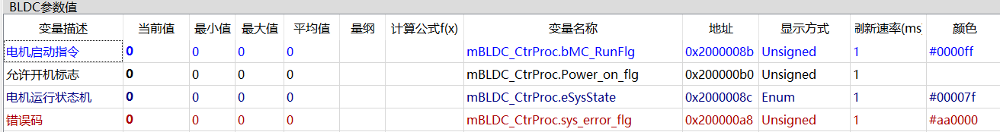 BLDC参数值
变量描述 当前值 最小值 最大值 平均值 量纲 计算公式f(x) 变量名称 地址 显示方式 刷新速率(ms) 颜色
电机启动指令 0 0 0 0 mBLDC_CtrProc.bMC_RunFlg 0x2000008b Unsigned 1 #0000ff
允许开机标志 0 0 0 0 mBLDC_CtrProc.Power_on_flg 0x200000b0 Unsigned 1
电机运行状态机 0 0 0 0 mBLDC_CtrProc.eSysState 0x2000008c Enum 1 #00007f
错误码 0 0 0 0 mBLDC_CtrProc.sys_error_flg 0x200000a8 Unsigned 1 #aa0000